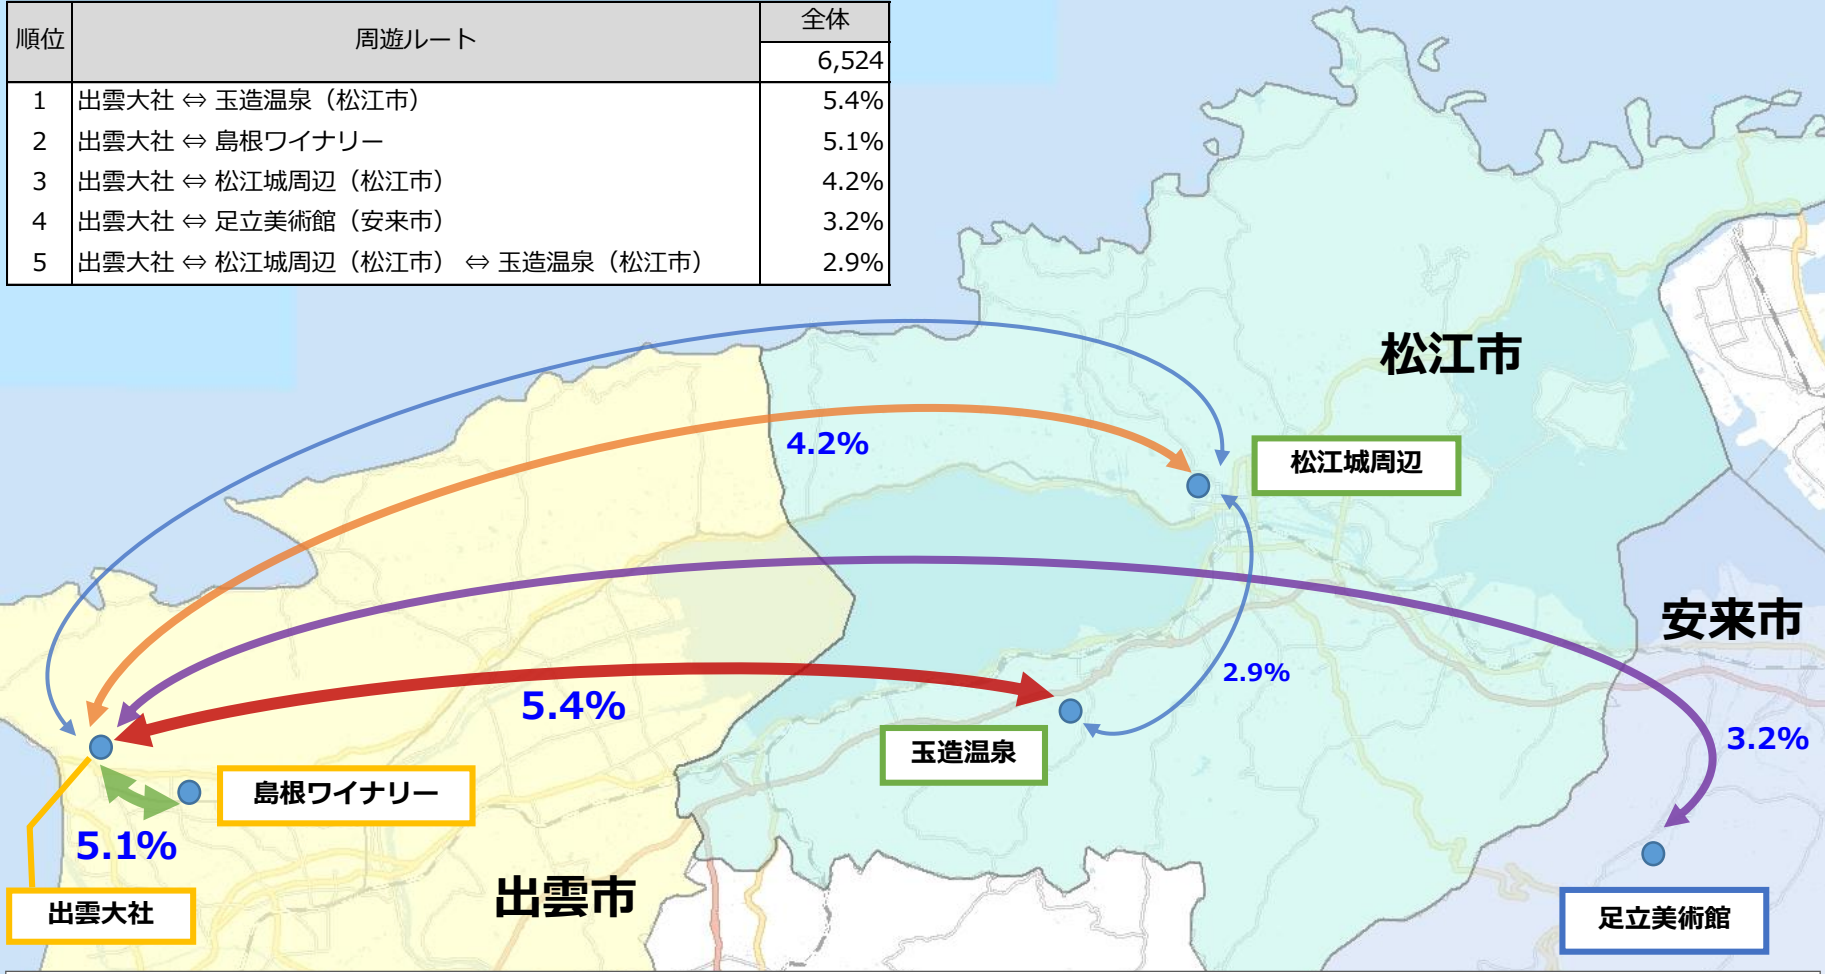 順位 周遊ルート 全体
6,524
1 出雲大社 ⇔ 玉造温泉（松江市） 5.4%
2 出雲大社 ⇔ 島根ワイナリー 5.1%
3 出雲大社 ⇔ 松江城周辺（松江市） 4.2%
4 出雲大社 ⇔ 足立美術館（安来市） 3.2%
5 出雲大社 ⇔ 松江城周辺（松江市） ⇔ 玉造温泉（松江市） 2.9%
松江市
4.2%
松江城周辺
安来市
2.9%
5.4%
3.2%
玉造温泉
島根ワイナリー
5.1%
出雲市
出雲大社
足立美術館